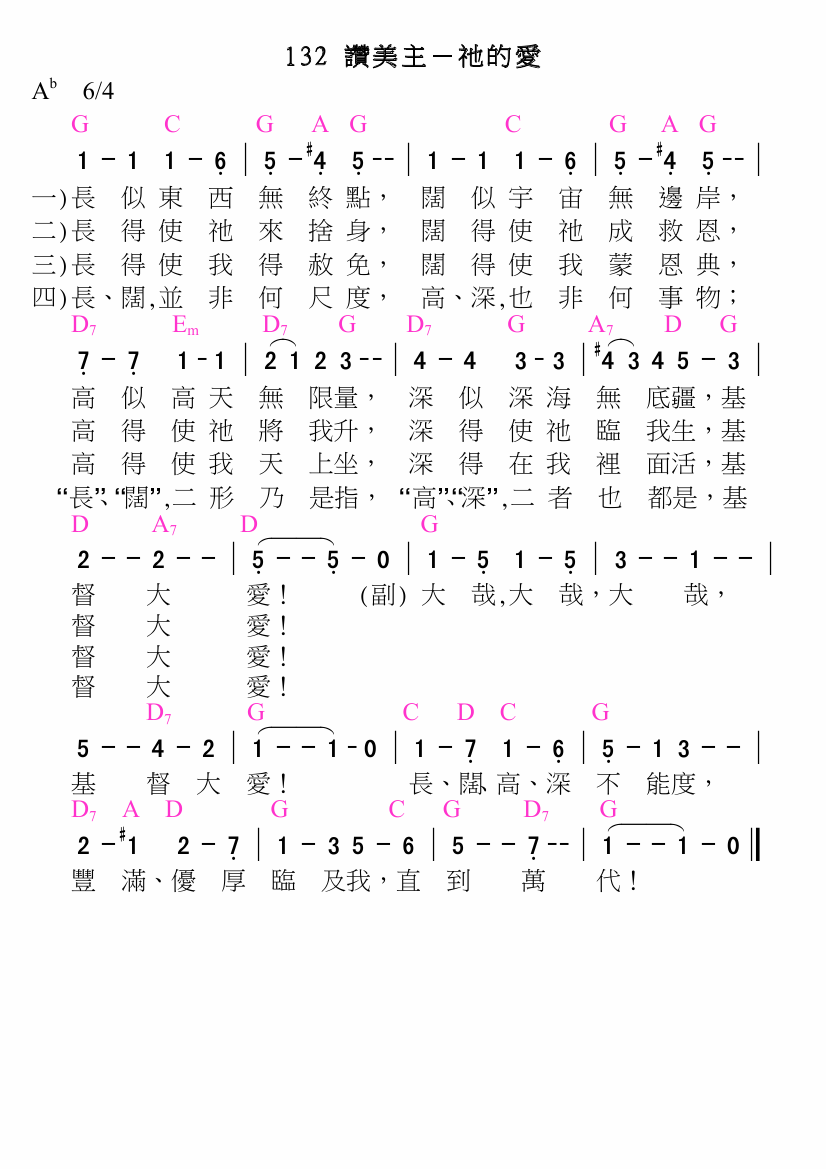 132 讚美主－祂的愛
Ab 6/4
G C G A G C G A G
1 - 1 1 - 6 | 5 - #4 5 -- | 1 - 1 1 - 6 | 5 - #4 5 -- |
一)長 似 東 西 無 終 點， 闊 似 宇 宙 無 邊 岸，
二)長 得 使 祂 來 捨 身， 闊 得 使 祂 成 救 恩，
三)長 得 使 我 得 赦 免， 闊 得 使 我 蒙 恩 典，
四)長、闊,並 非 何 尺 度， 高、深,也 非 何 事 物；
D7 Em D7 G D7 G A7 D G
7 - 7 1 - 1 | 2 1 2 3 -- | 4 - 4 3 - 3 | #4 3 4 5 - 3 |
高 似 高 天 無 限量， 深 似 深 海 無 底疆，基
高 得 使 祂 將 我升， 深 得 使 祂 臨 我生，基
高 得 使 我 天 上坐， 深 得 在 我 裡 面活，基
“長”、“闊”,二 形 乃 是指， “高”、“深”,二 者 也 都是，基
D A7 D G
2 - - 2 - - | 5 - - 5 - 0 | 1 - 5 1 - 5 | 3 - - 1 - - |
督 大 愛！ (副) 大 哉,大 哉，大 哉，
督 大 愛！
督 大 愛！
督 大 愛！
D7 G C D C G
5 - - 4 - 2 | 1 - - 1 - 0 | 1 - 7 1 - 6 | 5 - 1 3 - - |
基 督 大 愛！ 長、闊、高、深 不 能度，
D7 A D G C G D7 G
2 - #1 2 - 7 | 1 - 3 5 - 6 | 5 - - 7 -- | 1 - - 1 - 0 ‖
豐 滿、優 厚 臨 及我，直 到 萬 代！